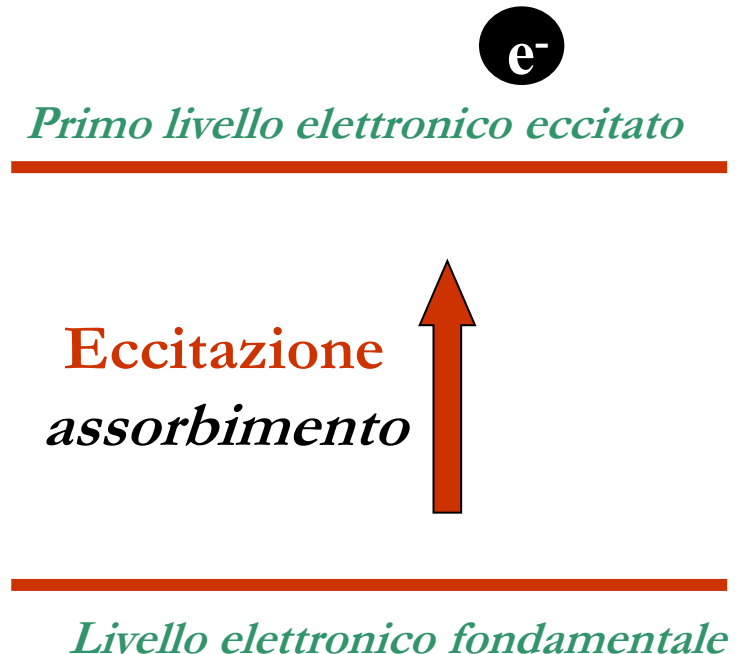 e⁻
Primo livello elettronico eccitato
Eccitazione
assorbimento
Livello elettronico fondamentale